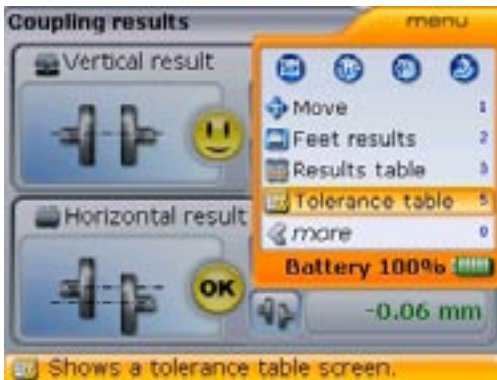 Coupling results
menu
Vertical result
Move 1
Feet results 2
Results table 3
Tolerance table 5
more 0
Battery 100%
Horizontal result
OK
-0.06 mm
Shows a tolerance table screen.